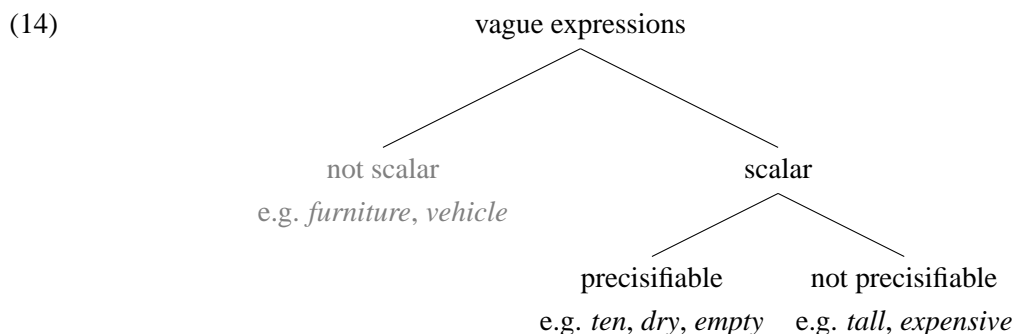 (14) vague expressions
not scalar scalar
e.g. furniture, vehicle
precisifiable not precisifiable
e.g. ten, dry, empty e.g. tall, expensive